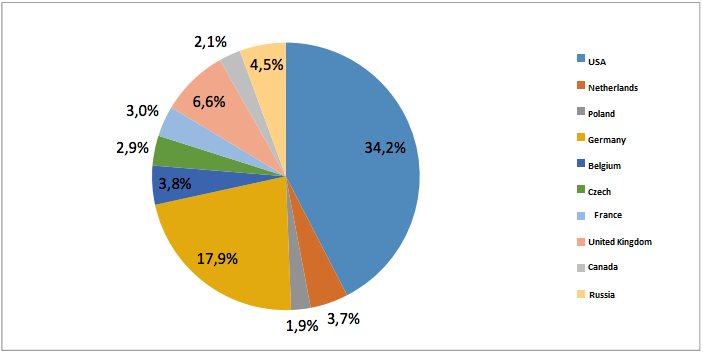 2,1%
4,5%
6,6%
3,0%
2,9%
3,8%
34,2%
17,9%
1,9%
3,7%
USA
Netherlands
Poland
Germany
Belgium
Czech
France
United Kingdom
Canada
Russia